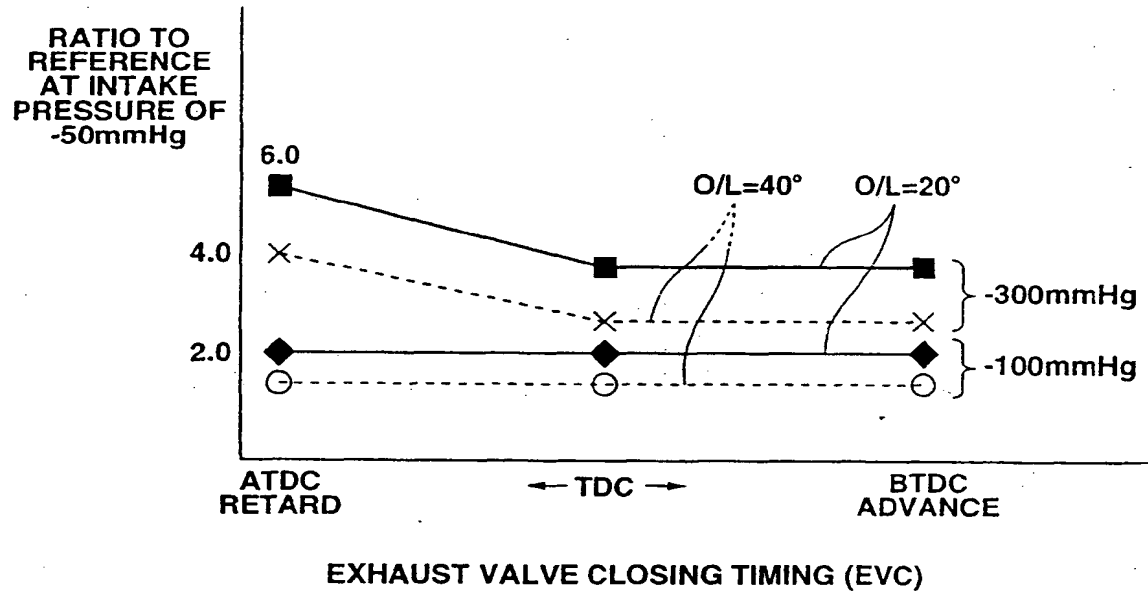 RATIO TO
REFERENCE
AT INTAKE
PRESSURE OF
-50mmHg
6.0
O/L=40° O/L=20°
4.0
-300mmHg
2.0
-100mmHg
ATDC
RETARD
← TDC →
BTDC
ADVANCE
EXHAUST VALVE CLOSING TIMING (EVC)